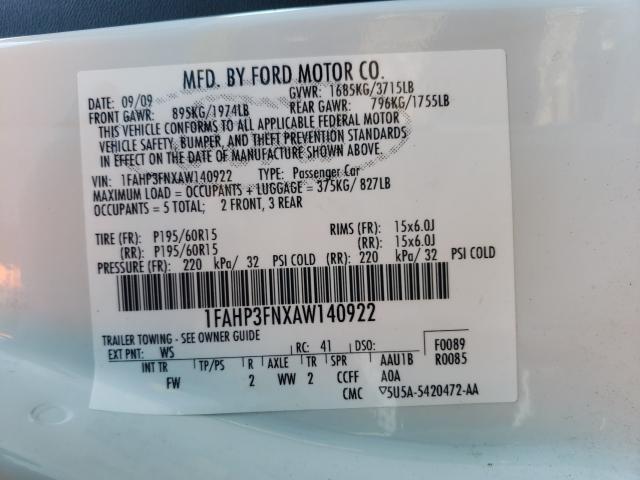 MFD. BY FORD MOTOR CO.
DATE: 09/09 GVWR: 1685KG/3715LB
FRONT GAWR: 895KG/1974LB REAR GAWR: 796KG/1755LB
THIS VEHICLE CONFORMS TO ALL APPLICABLE FEDERAL MOTOR
VEHICLE SAFETY, BUMPER, AND THEFT PREVENTION STANDARDS
IN EFFECT ON THE DATE OF MANUFACTURE SHOWN ABOVE.
VIN: 1FAHP3FNXAW140922 TYPE: Passenger Car
MAXIMUM LOAD = OCCUPANTS + LUGGAGE = 375KG/ 827LB
OCCUPANTS = 5 TOTAL; 2 FRONT, 3 REAR
TIRE (FR): P195/60R15 RIMS (FR): 15x6.0J
(RR): P195/60R15 (RR): 15x6.0J
PRESSURE (FR): 220 kPa/ 32 PSI COLD (RR): 220 kPa/ 32 PSI COLD
1FAHP3FNXAW140922
TRAILER TOWING - SEE OWNER GUIDE
EXT PNT: WS RC: 41 DSO: F0089
INT TR TP/PS R AXLE TR SPR AAU1B R0085
FW 2 WW 2 CCFF A0A
CMC ▽5U5A-5420472-AA